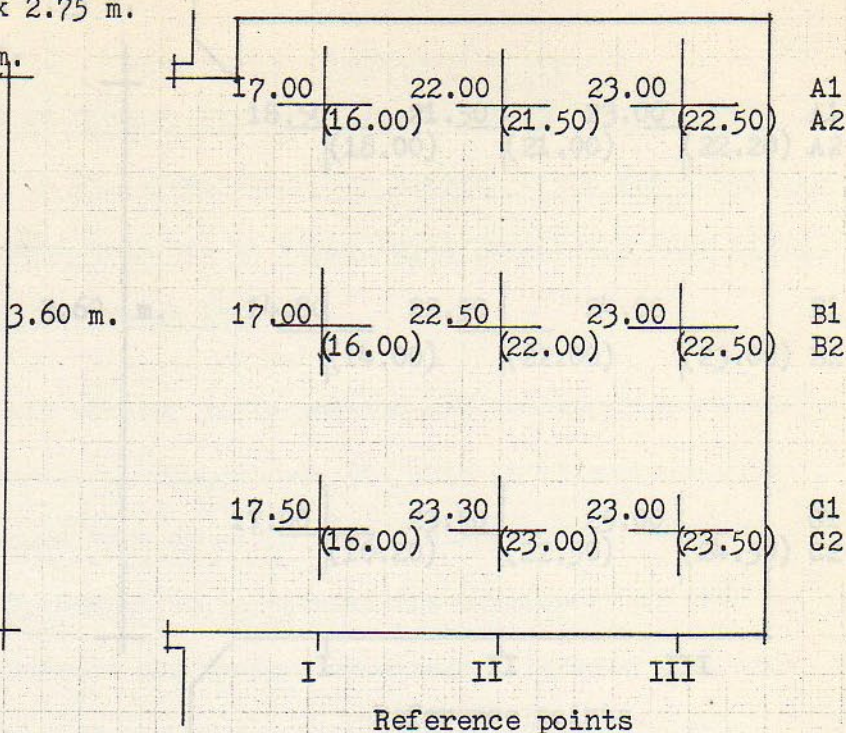 x 2.75 m.
m.
17.00 22.00 23.00 A1
(16.00) (21.50) (22.50) A2
3.60 m. 17.00 22.50 23.00 B1
(16.00) (22.00) (22.50) B2
17.50 23.30 23.00 C1
(16.00) (23.00) (23.50) C2
I II III
Reference points